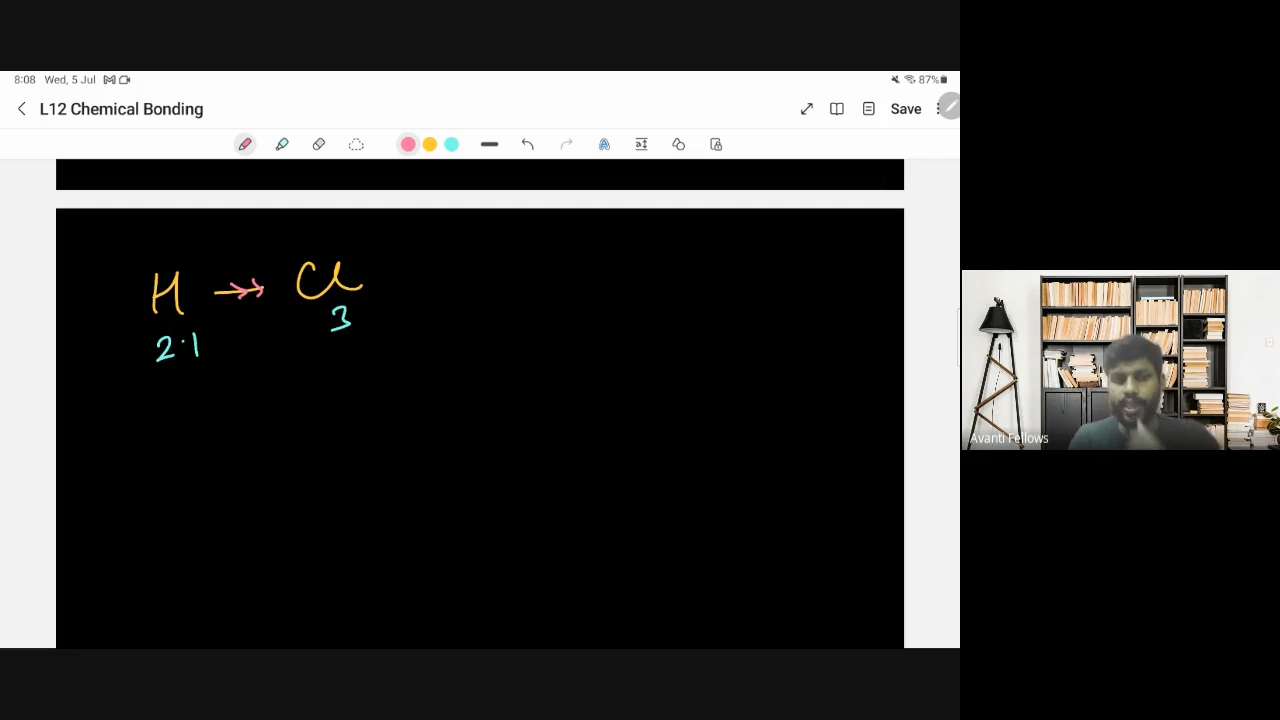 8:08 Wed, 5 Jul 87%
L12 Chemical Bonding Save
H →» Cl
2.1 3
Avanti Fellows